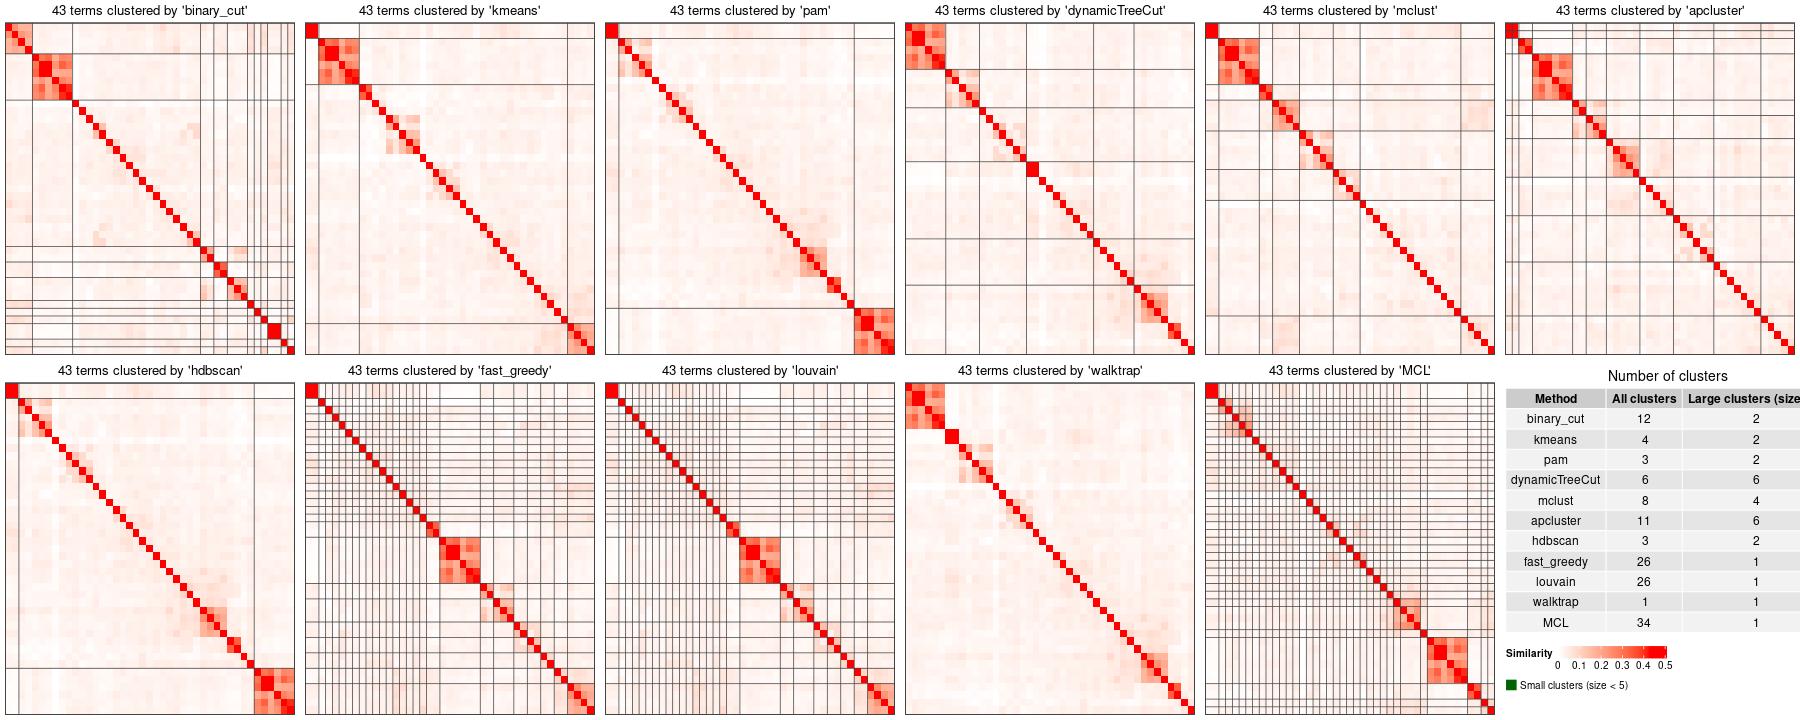 43 terms clustered by 'binary_cut'
43 terms clustered by 'kmeans'
43 terms clustered by 'pam'
43 terms clustered by 'dynamicTreeCut'
43 terms clustered by 'mclust'
43 terms clustered by 'apcluster'
43 terms clustered by 'hdbscan'
43 terms clustered by 'fast_greedy'
43 terms clustered by 'louvain'
43 terms clustered by 'walktrap'
43 terms clustered by 'MCL'
Number of clusters
Method All clusters Large clusters (size
binary_cut 12 2
kmeans 4 2
pam 3 2
dynamicTreeCut 6 6
mclust 8 4
apcluster 11 6
hdbscan 3 2
fast_greedy 26 1
louvain 26 1
walktrap 1 1
MCL 34 1
Similarity
0 0.1 0.2 0.3 0.4 0.5
Small clusters (size < 5)